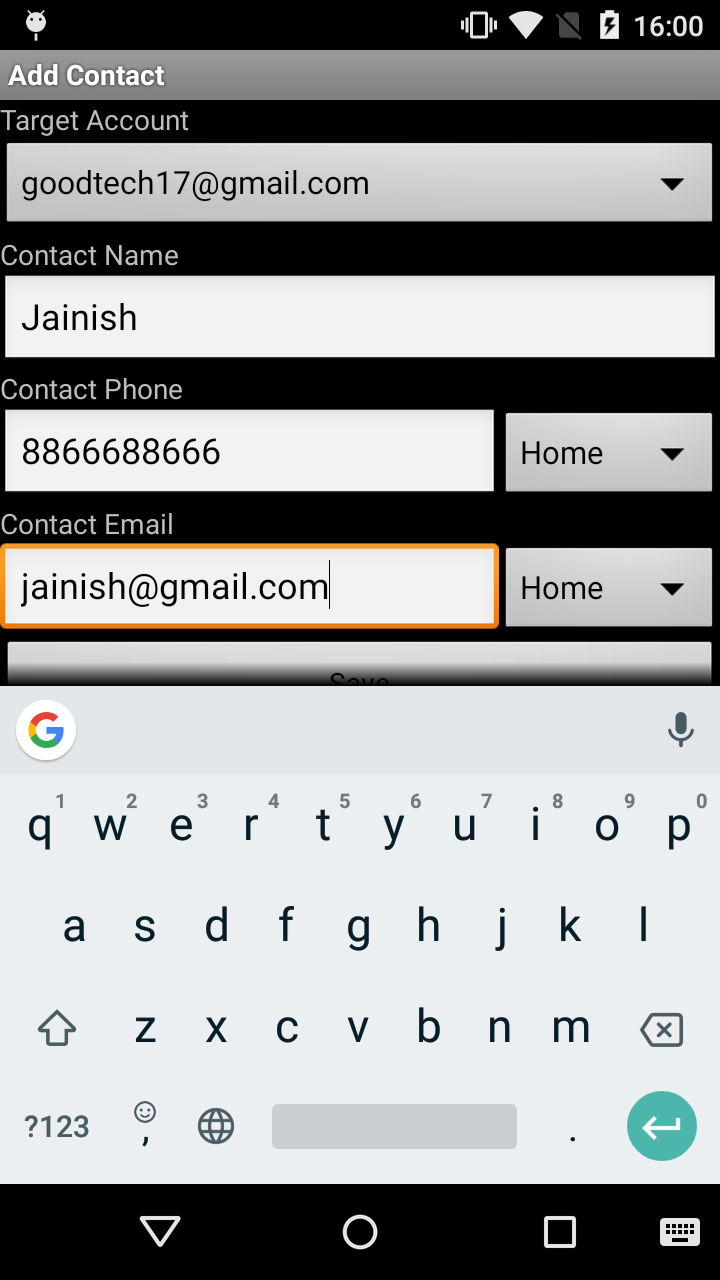 16:00
Add Contact
Target Account
goodtech17@gmail.com
Contact Name
Jainish
Contact Phone
8866688666 Home
Contact Email
jainish@gmail.com Home
Save
G
1 2 3 4 5 6 7 8 9 0
q w e r t y u i o p
a s d f g h j k l
z x c v b n m
?123 , .